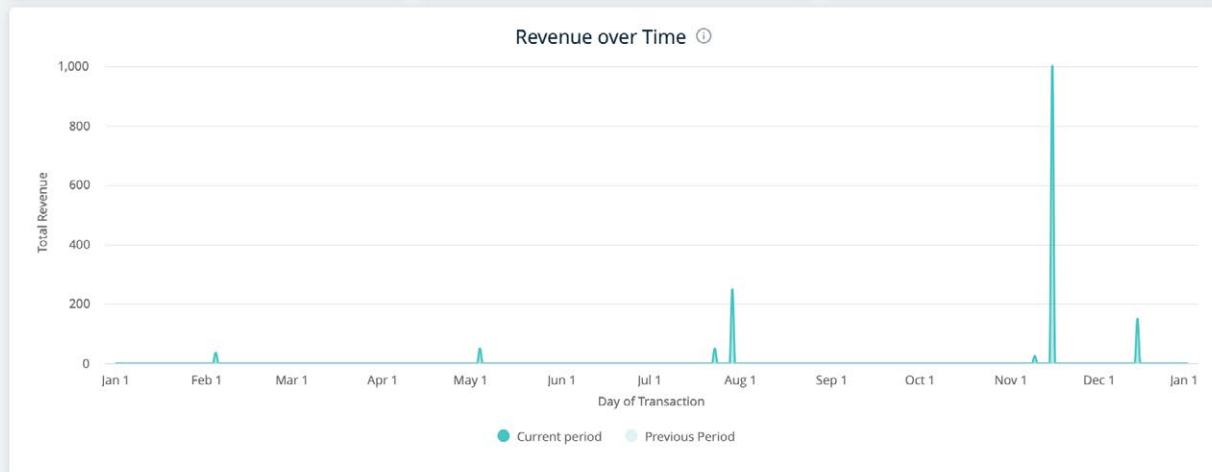 Revenue over Time
1,000
800
600
400
200
0
Total Revenue
Jan 1 Feb 1 Mar 1 Apr 1 May 1 Jun 1 Jul 1 Aug 1 Sep 1 Oct 1 Nov 1 Dec 1 Jan 1
Day of Transaction
Current period Previous Period